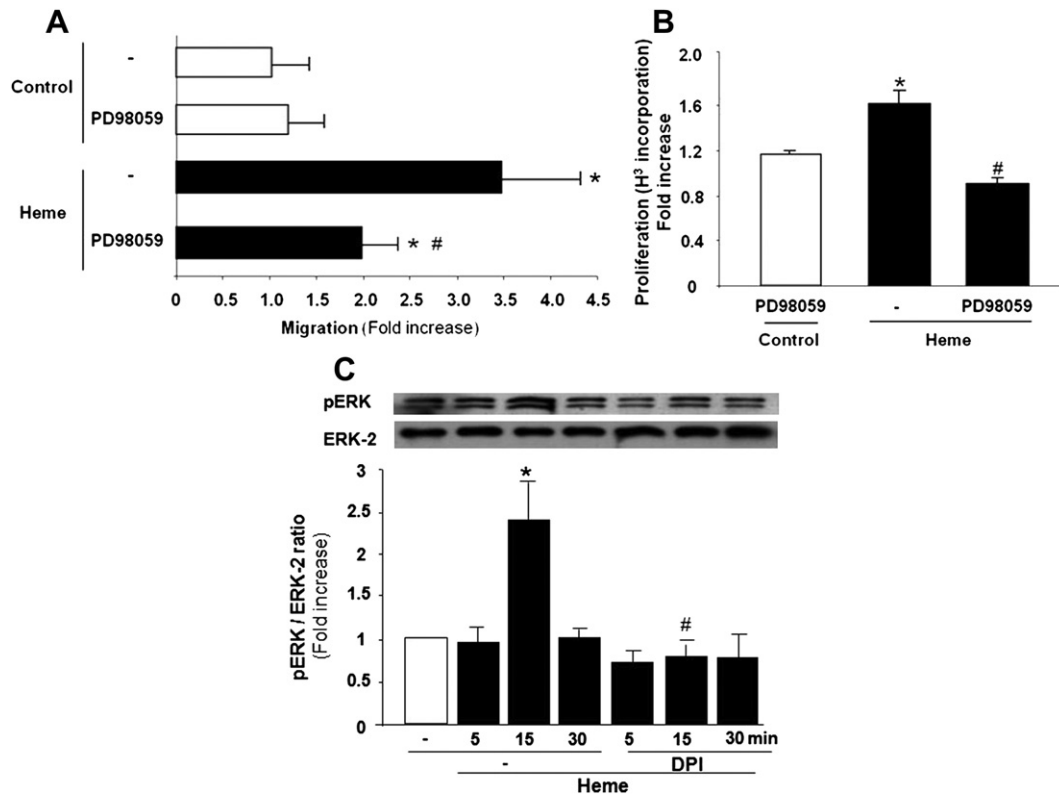 A
Control
-
PD98059
Heme
-
*
PD98059
* #
0 0.5 1.0 1.5 2.0 2.5 3.0 3.5 4.0 4.5
Migration (Fold increase)
B
Proliferation (H³ incorporation)
Fold increase
2.0
1.6
1.2
0.8
0.4
0
*
#
PD98059 - PD98059
Control Heme
C
pERK
ERK-2
pERK / ERK-2 ratio
(Fold increase)
3
2.5
2
1.5
1
0.5
0
*
#
- 5 15 30 5 15 30 min
- DPI
Heme